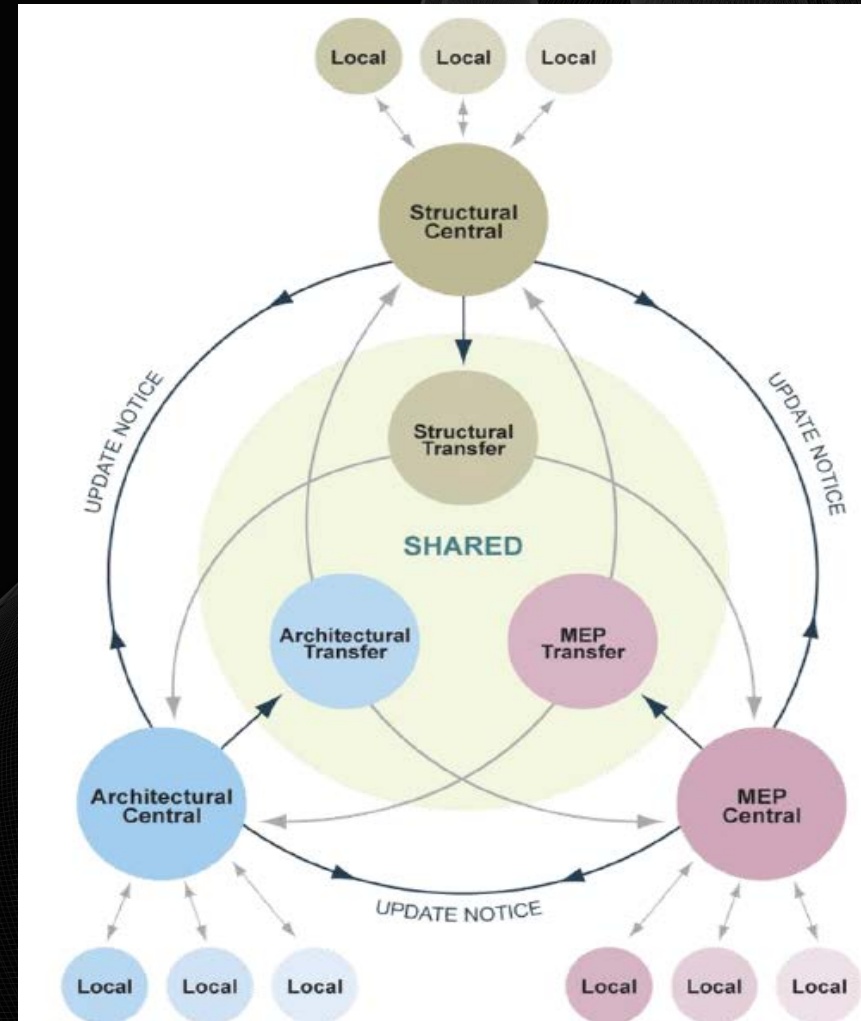 Local
Local
Local
Structural
Central
UPDATE NOTICE
UPDATE NOTICE
Structural
Transfer
SHARED
Architectural
Transfer
MEP
Transfer
Architectural
Central
MEP
Central
UPDATE NOTICE
Local
Local
Local
Local
Local
Local